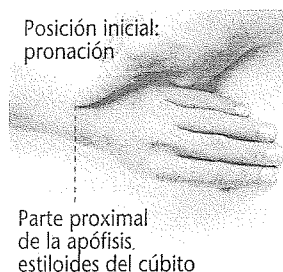 Posición inicial:
pronación
Parte proximal
de la apófisis
estiloides del cúbito